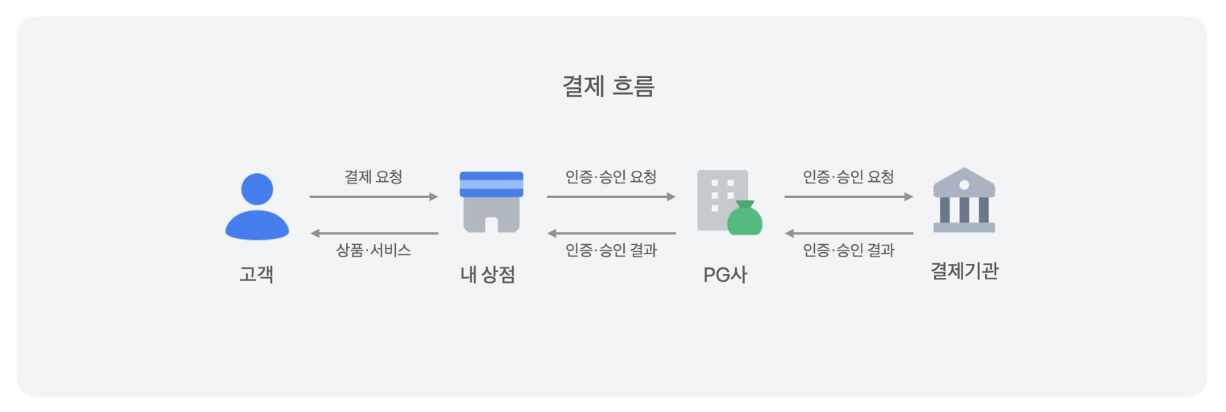 결제 흐름
결제 요청
인증·승인 요청
인증·승인 요청
상품·서비스
인증·승인 결과
인증·승인 결과
고객
내 상점
PG사
결제기관